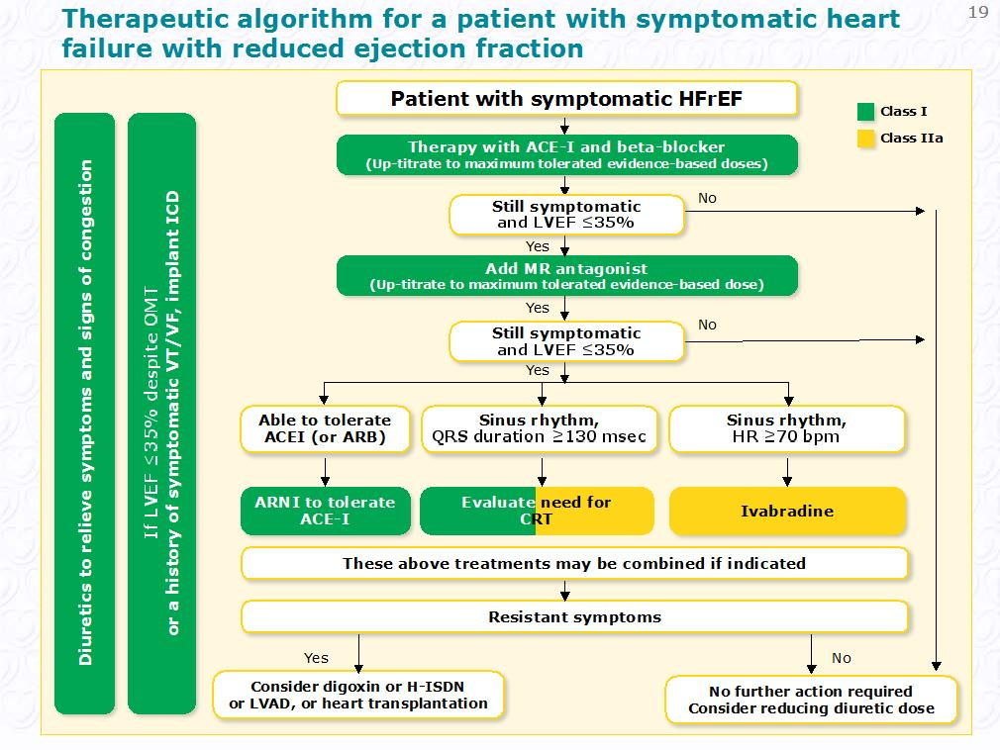 Therapeutic algorithm for a patient with symptomatic heart
failure with reduced ejection fraction
19
Patient with symptomatic HFrEF
Class I
Class IIa
Therapy with ACE-I and beta-blocker
(Up-titrate to maximum tolerated evidence-based doses)
Still symptomatic
and LVEF ≤35%
No
Yes
Add MR antagonist
(Up-titrate to maximum tolerated evidence-based dose)
Yes
Still symptomatic
and LVEF ≤35%
No
Yes
Able to tolerate
ACEI (or ARB)
Sinus rhythm,
QRS duration ≥130 msec
Sinus rhythm,
HR ≥70 bpm
ARNI to tolerate
ACE-I
Evaluate need for
CRT
Ivabradine
These above treatments may be combined if indicated
Resistant symptoms
Yes
No
Consider digoxin or H-ISDN
or LVAD, or heart transplantation
No further action required
Consider reducing diuretic dose
Diuretics to relieve symptoms and signs of congestion
If LVEF ≤35% despite OMT
or a history of symptomatic VT/VF, implant ICD